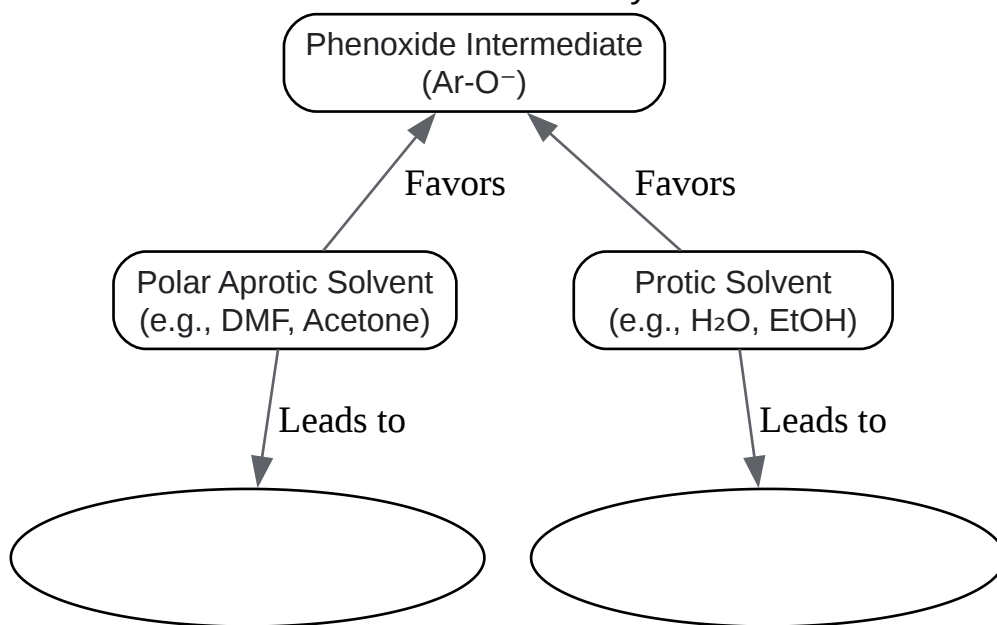 Phenoxide Intermediate
(Ar-O⁻)
Favors
Favors
Polar Aprotic Solvent
(e.g., DMF, Acetone)
Protic Solvent
(e.g., H₂O, EtOH)
Leads to
Leads to